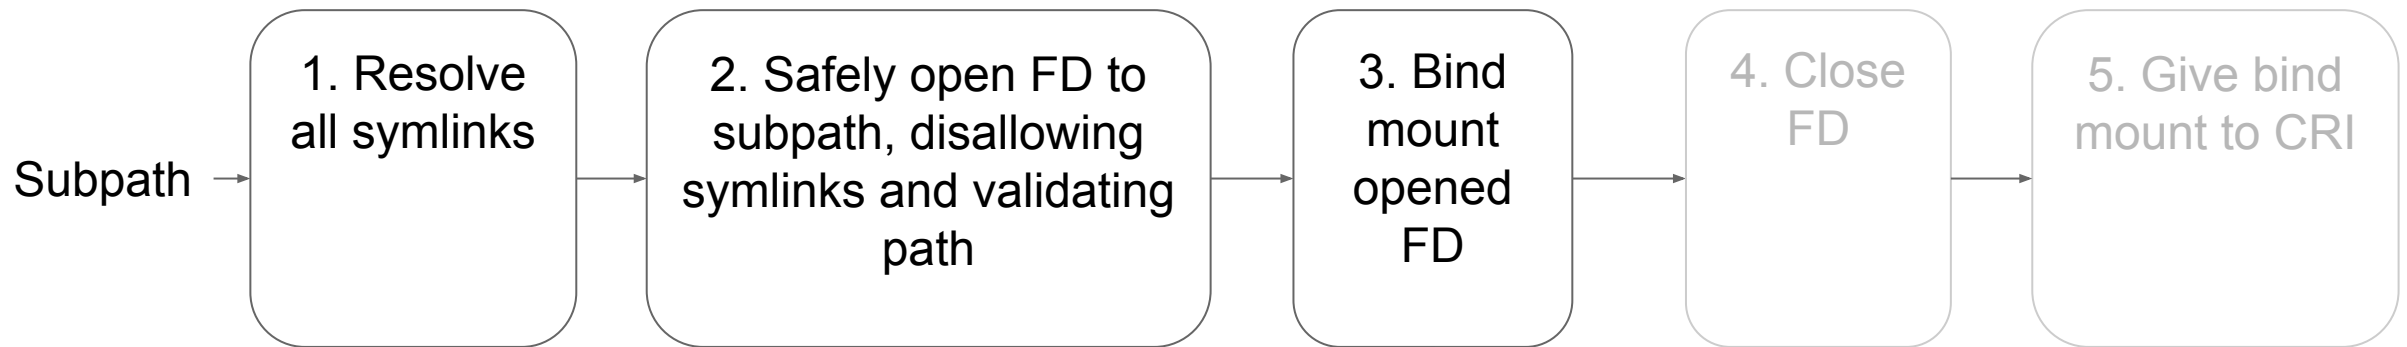 Subpath
1. Resolve
all symlinks
2. Safely open FD to
subpath, disallowing
symlinks and validating
path
3. Bind
mount
opened
FD
4. Close
FD
5. Give bind
mount to CRI